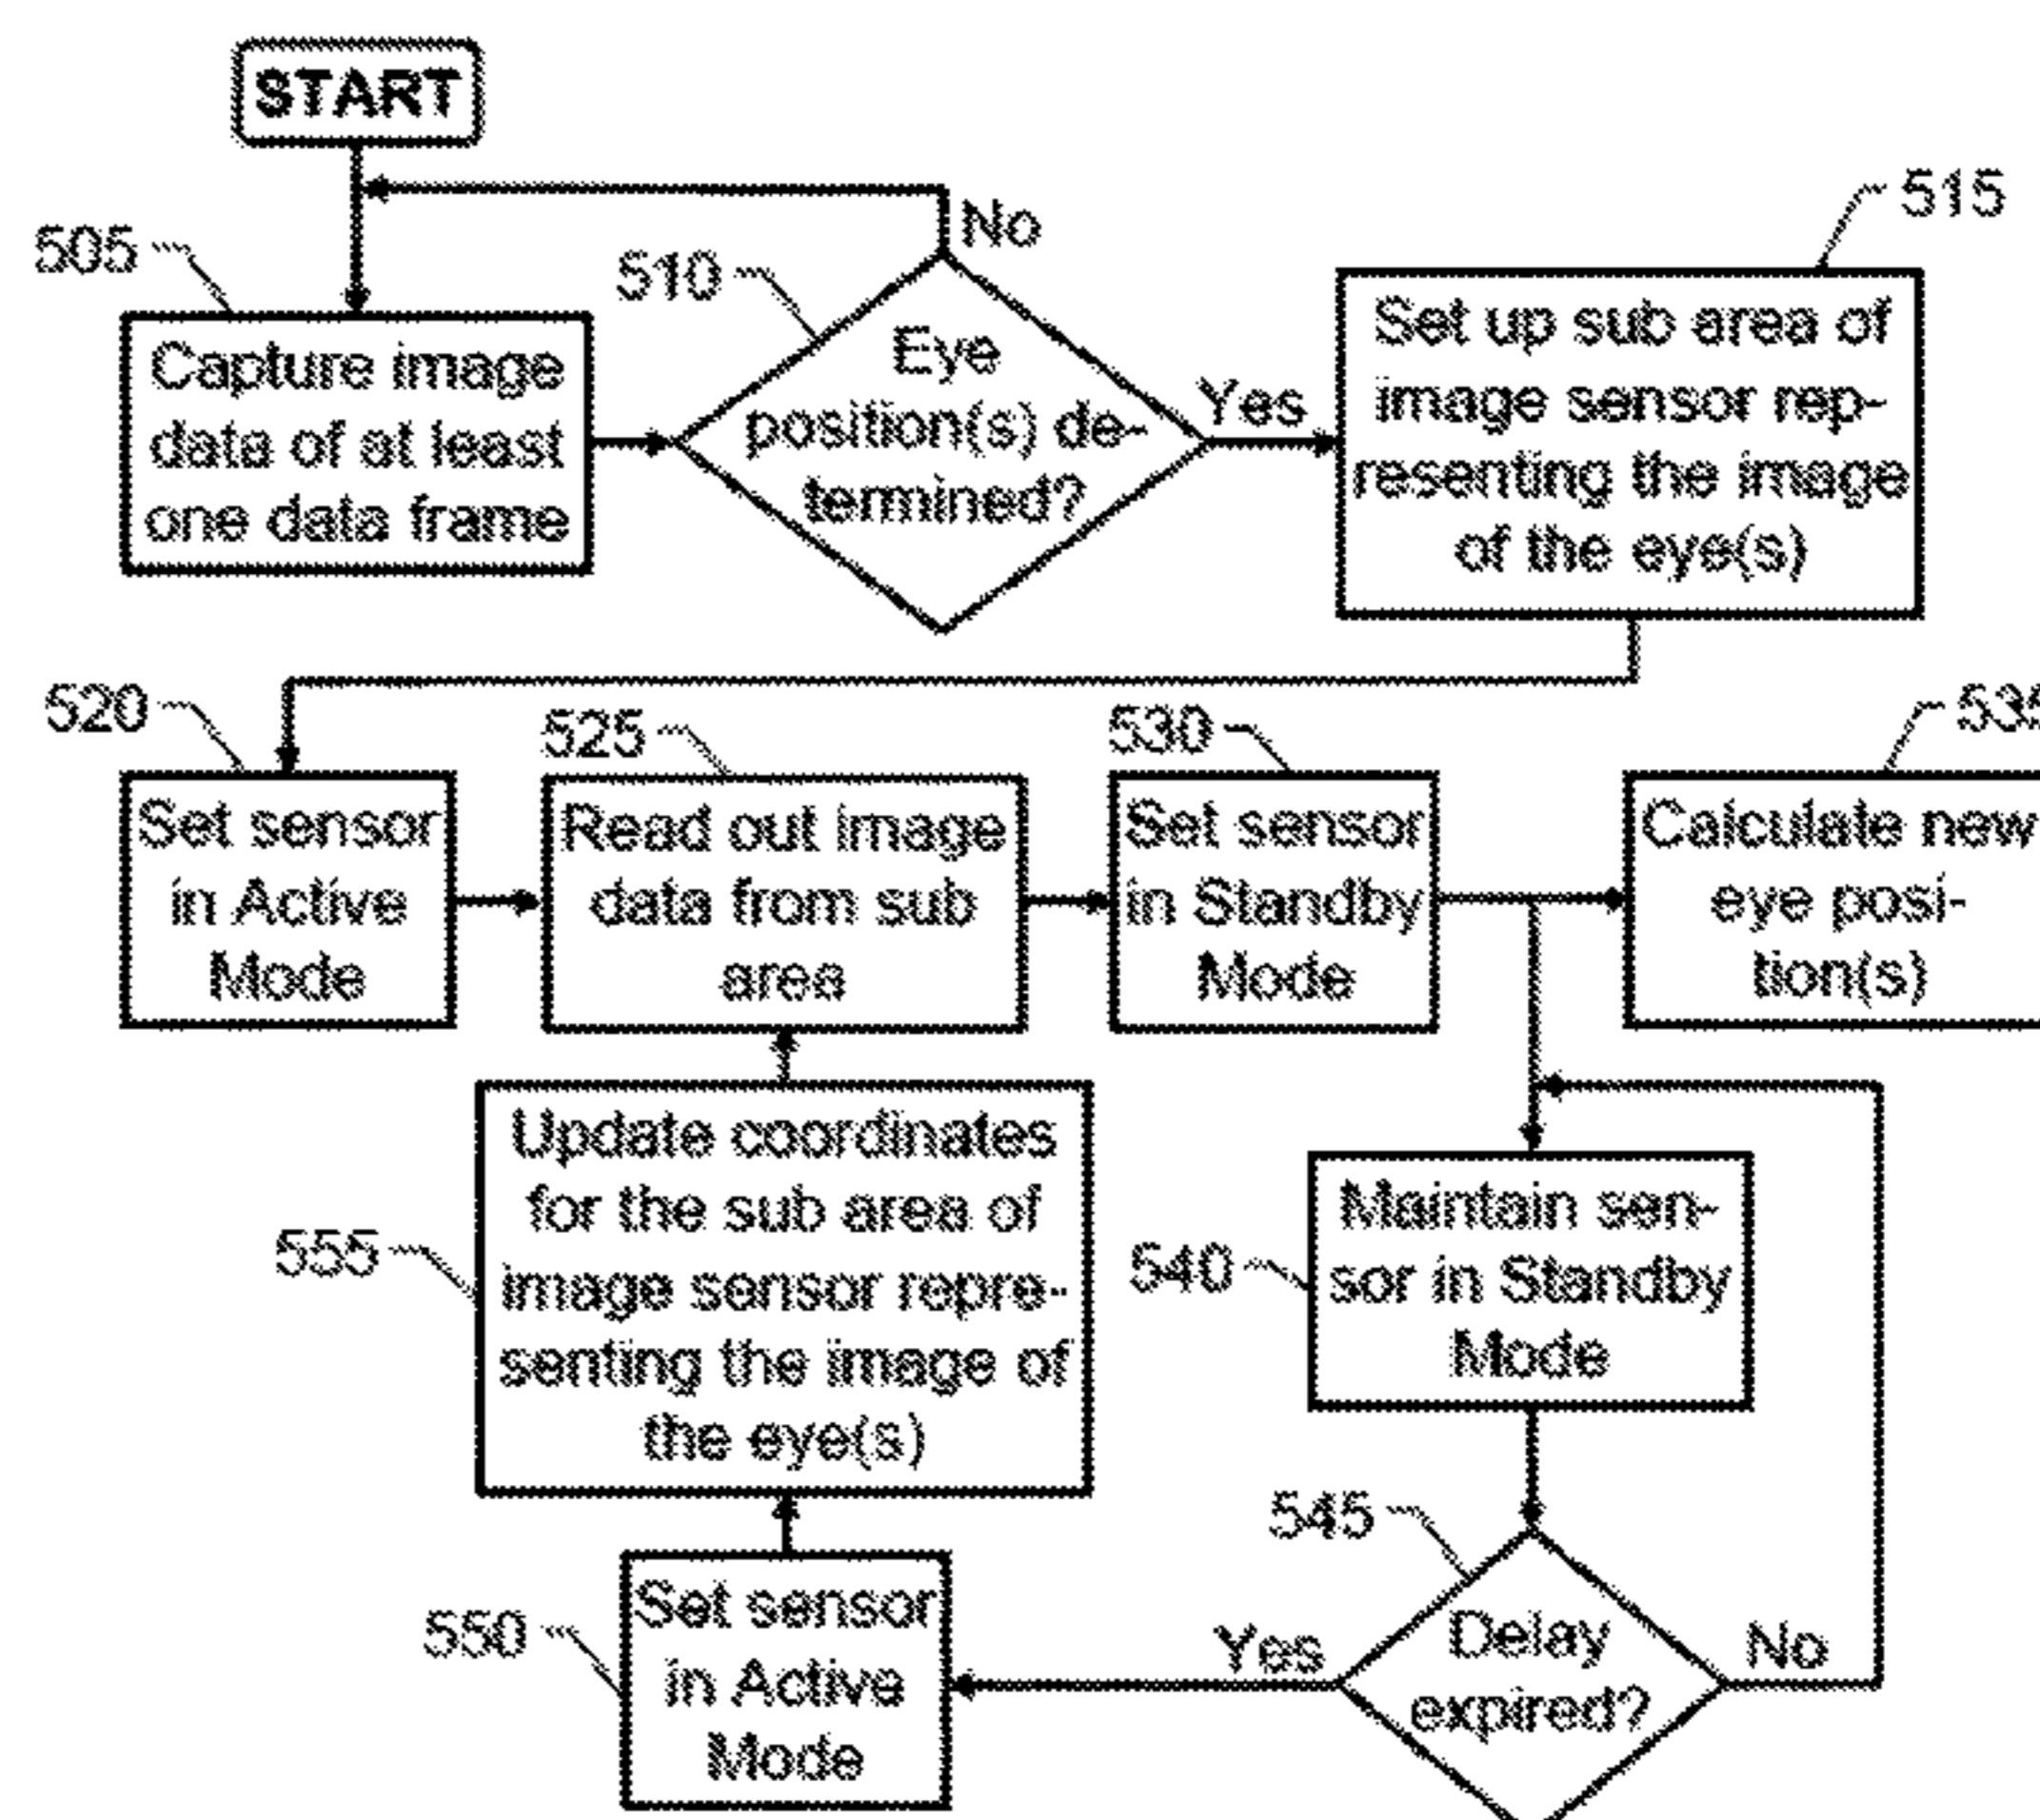 START
No
515
505
510
Capture image
data of at least
one data frame
Eye
position(s) de-
termined?
Yes
Set up sub area of
image sensor rep-
resenting the image
of the eye(s)
520
525
530
535
Set sensor
in Active
Mode
Read out image
data from sub
area
Set sensor
in Standby
Mode
Calculate new
eye posi-
tion(s)
555
Update coordinates
for the sub area of
image sensor repre-
senting the image of
the eye(s)
540
Maintain sen-
sor in Standby
Mode
545
Delay
expired?
Yes
No
550
Set sensor
in Active
Mode